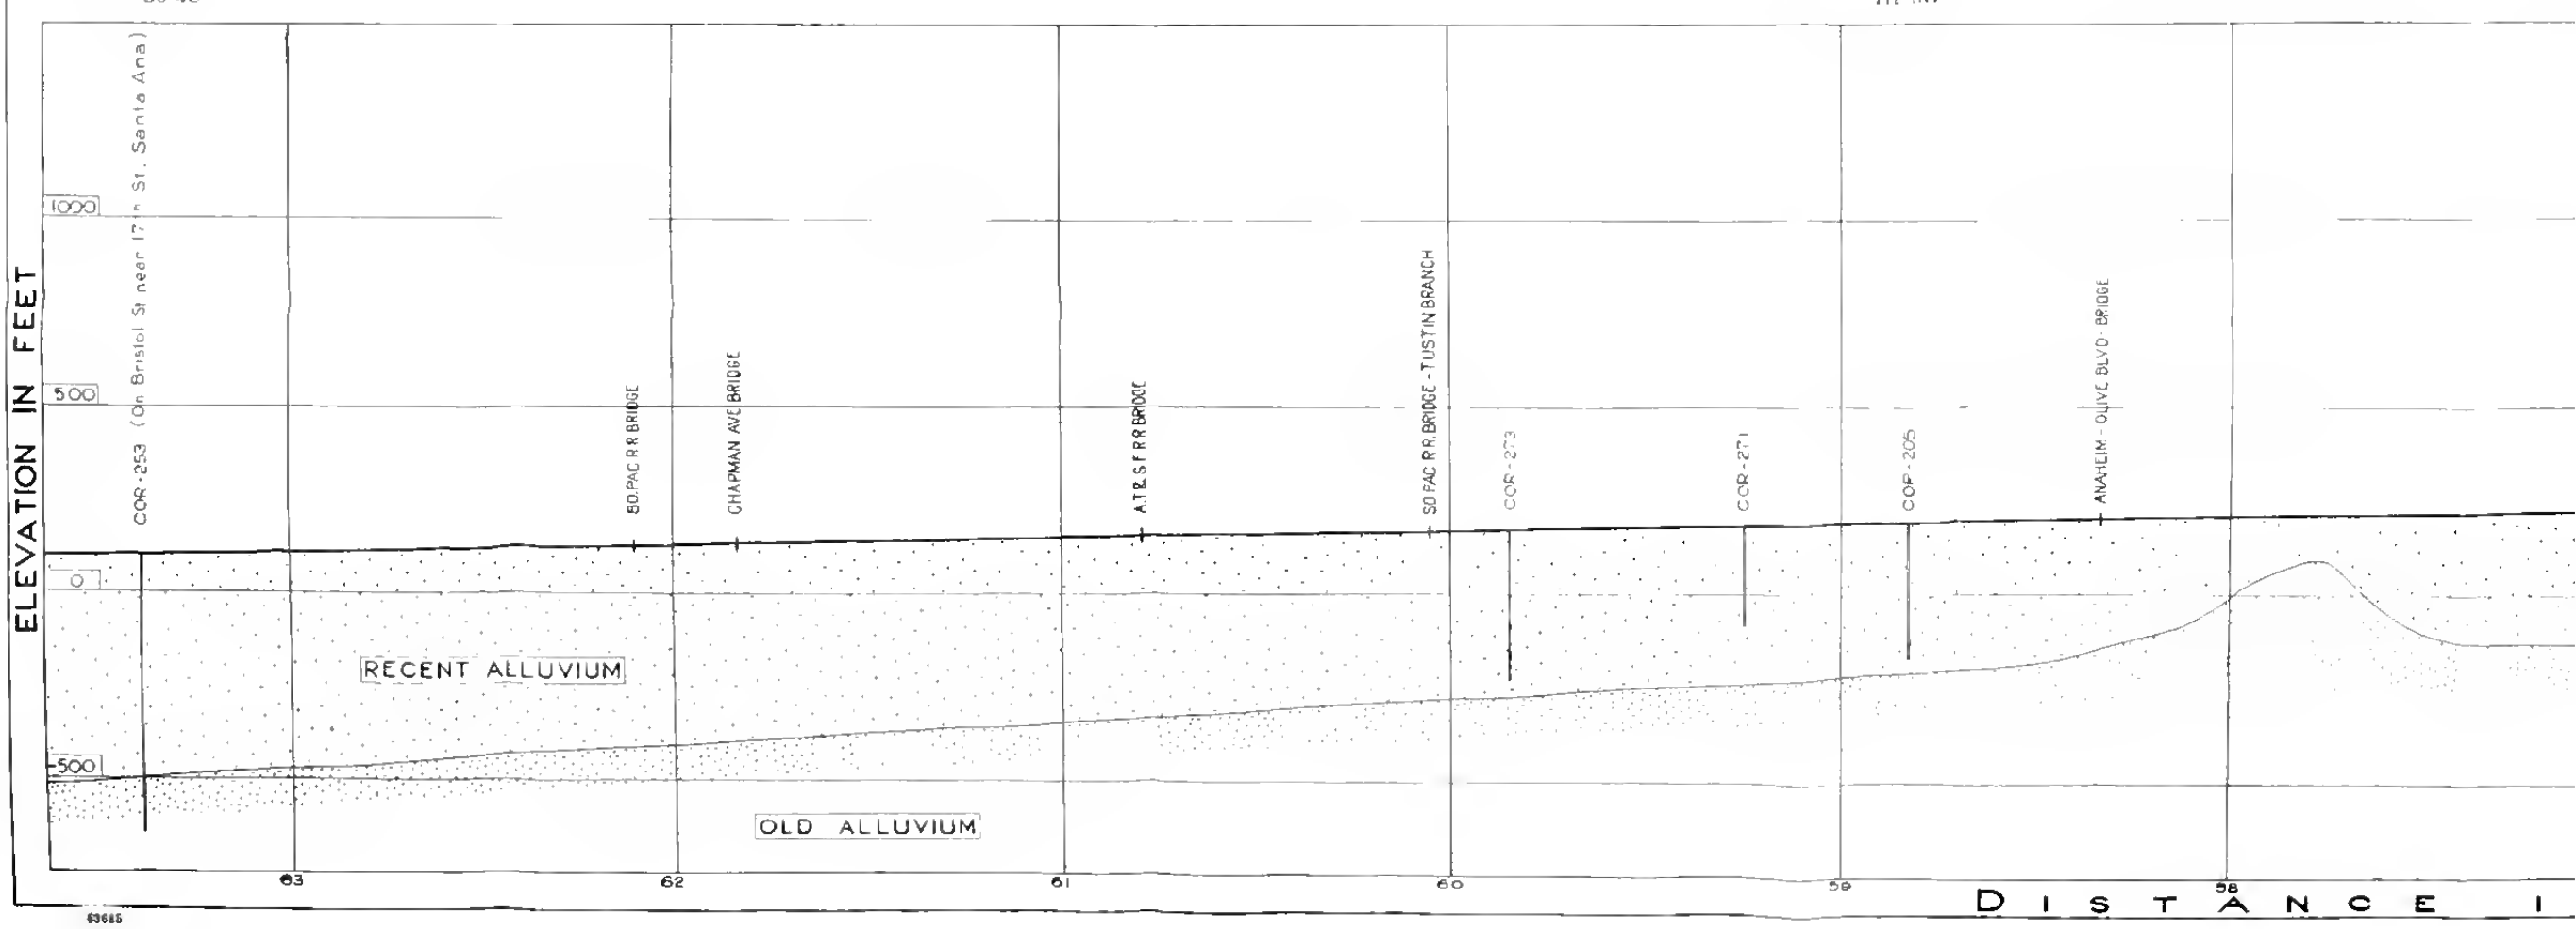 ELEVATION IN FEET
1000
500
0
-500
COR-253 (On Bristol St near 17th St. Santa Ana)
SO. PAC R R BRIDGE
CHAPMAN AVE BRIDGE
A.T & S F R R BRIDGE
SO PAC R R. BRIDGE - TUSTIN BRANCH
COR-273
COR-271
COR-205
ANAHEIM - OLIVE BLVD. BRIDGE
RECENT ALLUVIUM
OLD ALLUVIUM
63
62
61
60
59
58
DISTANCE I
63685